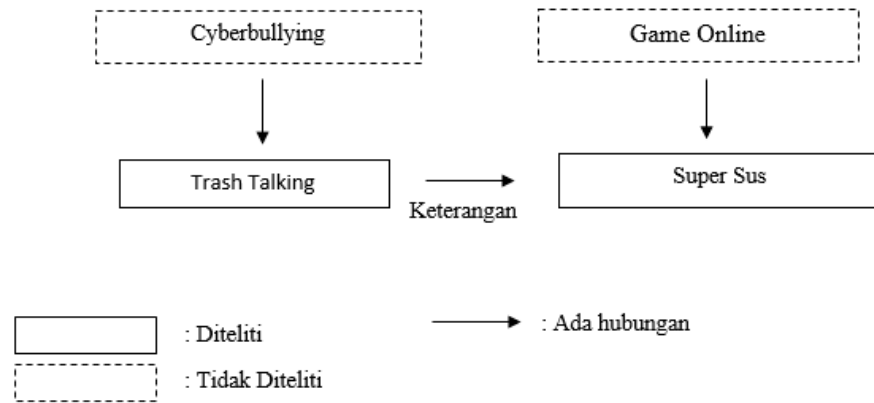 Cyberbullying
Game Online
Trash Talking
Super Sus
Keterangan
: Diteliti
: Ada hubungan
: Tidak Diteliti